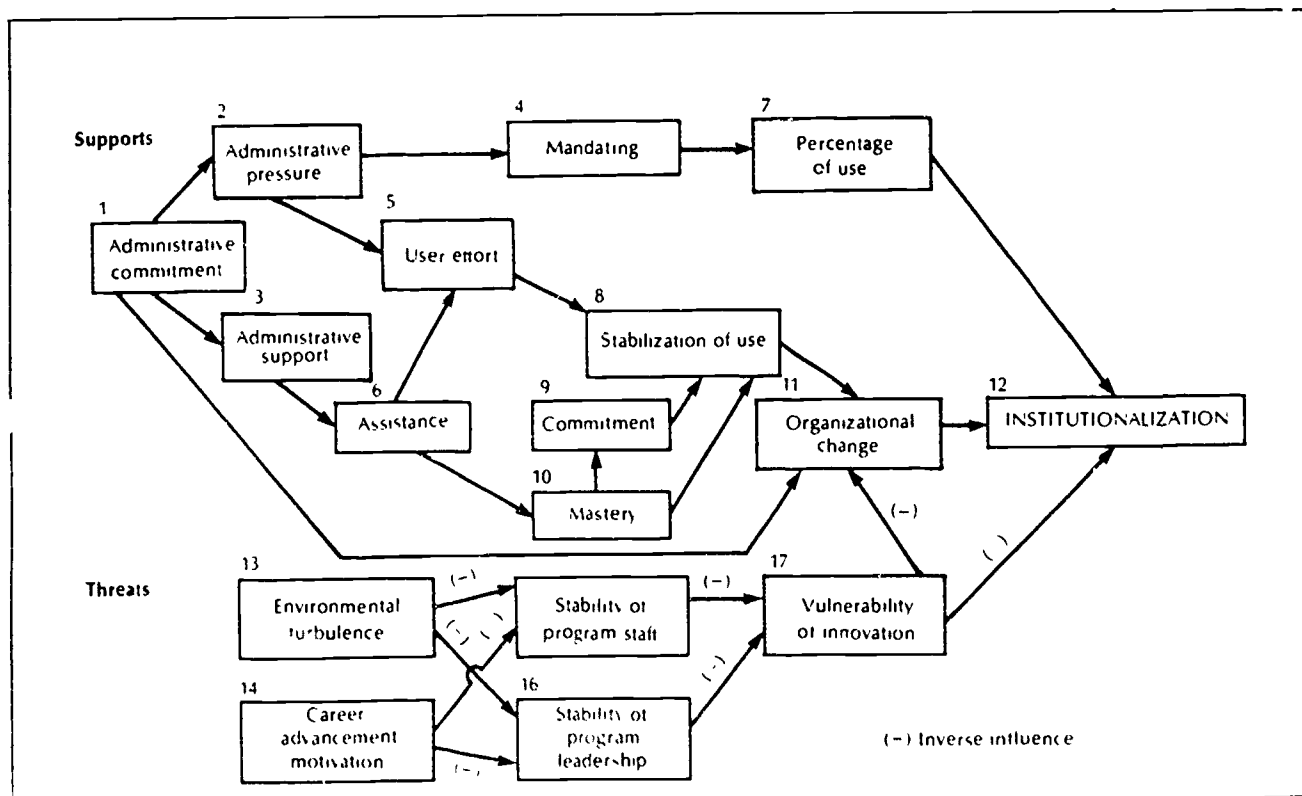 Supports
1
Administrative
commitment
2
Administrative
pressure
3
Administrative
support
4
Mandating
5
User effort
6
Assistance
7
Percentage
of use
8
Stabilization of use
9
Commitment
10
Mastery
11
Organizational
change
12
INSTITUTIONALIZATION
Threats
13
Environmental
turbulence
14
Career
advancement
motivation
Stability of
program staff
16
Stability of
program
leadership
17
Vulnerability
of innovation
(-)
(-)
(-)
(-)
(-)
(-)
(-)
(-) Inverse influence